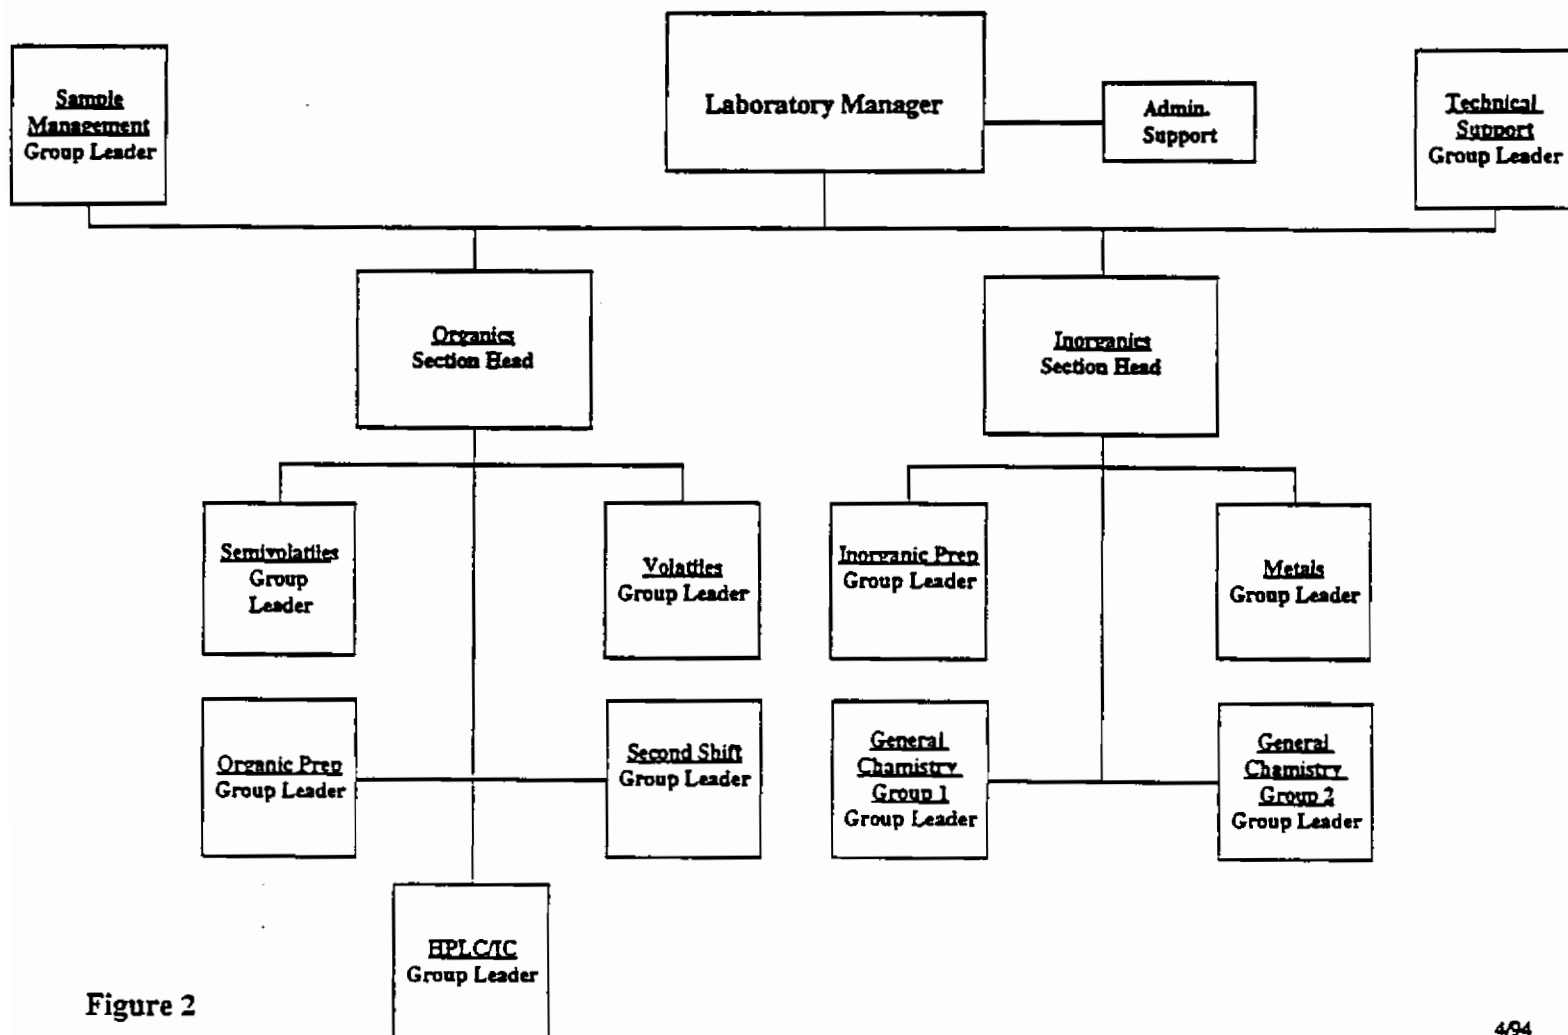 Laboratory Manager
Sample
Management
Group Leader
Admin.
Support
Technical
Support
Group Leader
Organics
Section Head
Inorganics
Section Head
Semivolatiles
Group
Leader
Volatiles
Group Leader
Inorganic Prep
Group Leader
Metals
Group Leader
Organic Prep
Group Leader
Second Shift
Group Leader
General
Chamistry
Group 1
Group Leader
General
Chamistry
Group 2
Group Leader
HPLC/IC
Group Leader
Figure 2
4/94